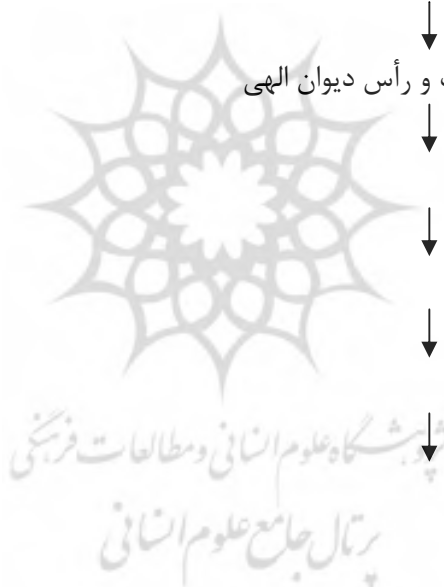 و رأس دیوان الهی
پژوهشگاه علوم انسانی و مطالعات فرهنگی
پرتال جامع علوم انسانی